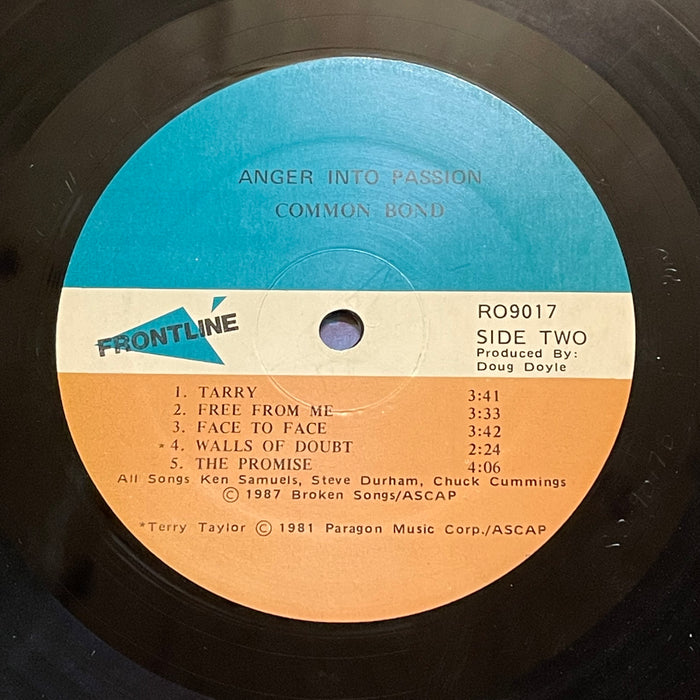 ANGER INTO PASSION
COMMON BOND
FRONTLINE
RO9017
SIDE TWO
Produced By:
Doug Doyle
1. TARRY 3:41
2. FREE FROM ME 3:33
3. FACE TO FACE 3:42
*4. WALLS OF DOUBT 2:24
5. THE PROMISE 4:06
All Songs Ken Samuels, Steve Durham, Chuck Cummings
© 1987 Broken Songs/ASCAP
*Terry Taylor © 1981 Paragon Music Corp./ASCAP